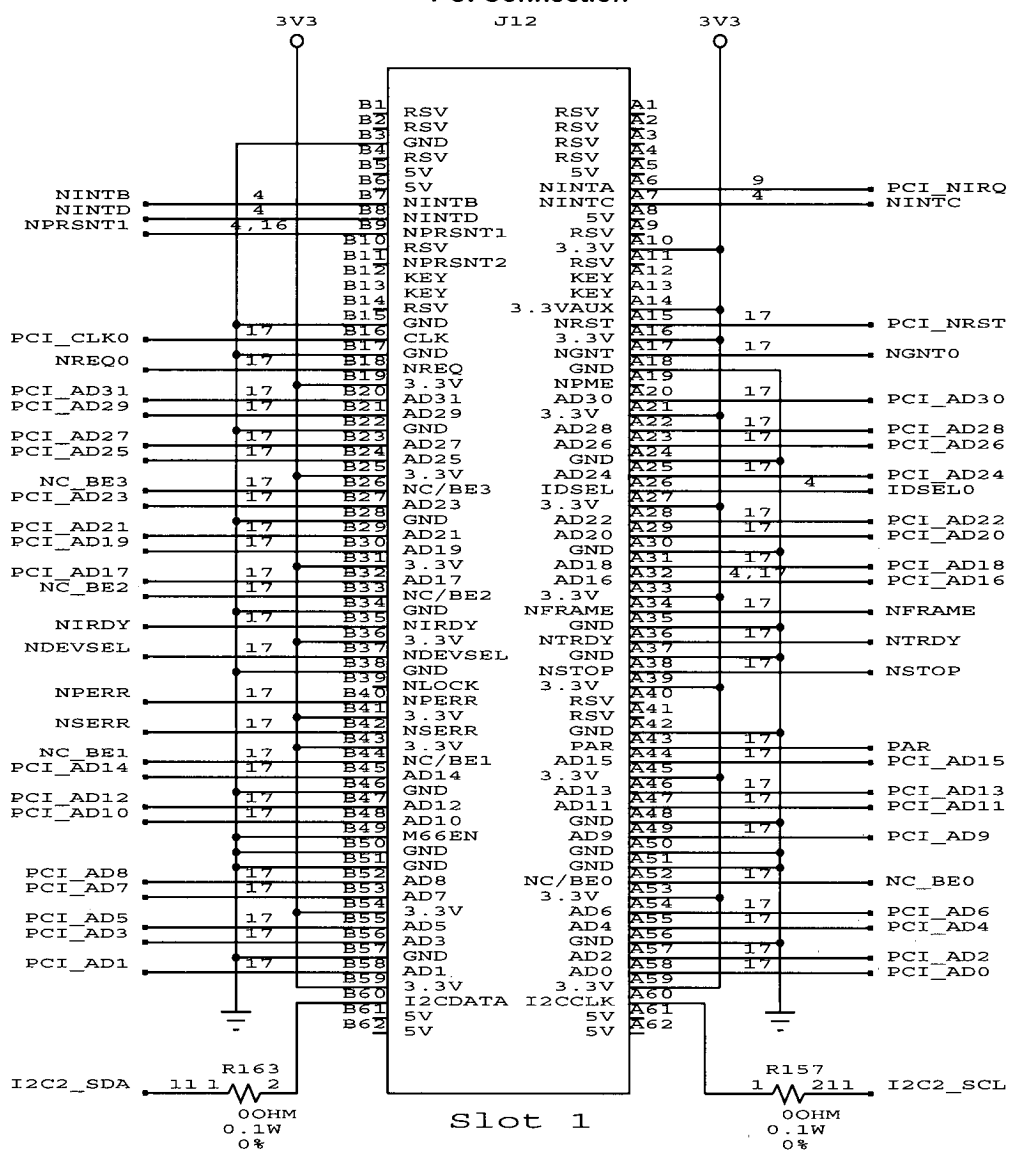 PCI Connection
3V3 J12 3V3
B1 RSV RSV A1
B2 RSV RSV A2
B3 GND RSV A3
B4 RSV RSV A4
B5 5V 5V A5
B6 5V NINTA A6 9 PCI_NIRQ
NINTB 4 B7 NINTB NINTC A7 4 NINTC
NINTD 4 B8 NINTD 5V A8
NPRSNT1 4,16 B9 NPRSNT1 RSV A9
B10 RSV 3.3V A10
B11 NPRSNT2 RSV A11
B12 KEY KEY A12
B13 KEY KEY A13
B14 RSV 3.3VAUX A14
B15 GND NRST A15 17 PCI_NRST
PCI_CLK0 17 B16 CLK 3.3V A16
B17 GND NGNT A17 17 NGNT0
NREQ0 17 B18 NREQ GND A18
B19 3.3V NPME A19
PCI_AD31 17 B20 AD31 AD30 A20 17 PCI_AD30
PCI_AD29 17 B21 AD29 3.3V A21
B22 GND AD28 A22 17 PCI_AD28
PCI_AD27 17 B23 AD27 AD26 A23 17 PCI_AD26
PCI_AD25 17 B24 AD25 GND A24
B25 3.3V AD24 A25 17 PCI_AD24
NC_BE3 17 B26 NC/BE3 IDSEL A26 4 IDSEL0
PCI_AD23 17 B27 AD23 3.3V A27
B28 GND AD22 A28 17 PCI_AD22
PCI_AD21 17 B29 AD21 AD20 A29 17 PCI_AD20
PCI_AD19 17 B30 AD19 GND A30
B31 3.3V AD18 A31 17 PCI_AD18
PCI_AD17 17 B32 AD17 AD16 A32 4,17 PCI_AD16
NC_BE2 17 B33 NC/BE2 3.3V A33
B34 GND NFRAME A34 17 NFRAME
NIRDY 17 B35 NIRDY GND A35
B36 3.3V NTRDY A36 17 NTRDY
NDEVSEL 17 B37 NDEVSEL GND A37
B38 GND NSTOP A38 17 NSTOP
B39 NLOCK 3.3V A39
NPERR 17 B40 NPERR RSV A40
B41 3.3V RSV A41
NSERR 17 B42 NSERR GND A42
B43 3.3V PAR A43 17 PAR
NC_BE1 17 B44 NC/BE1 AD15 A44 17 PCI_AD15
PCI_AD14 17 B45 AD14 3.3V A45
B46 GND AD13 A46 17 PCI_AD13
PCI_AD12 17 B47 AD12 AD11 A47 17 PCI_AD11
PCI_AD10 17 B48 AD10 GND A48
B49 M66EN AD9 A49 17 PCI_AD9
B50 GND GND A50
B51 GND GND A51
PCI_AD8 17 B52 AD8 NC/BE0 A52 17 NC_BE0
PCI_AD7 17 B53 AD7 3.3V A53
B54 3.3V AD6 A54 17 PCI_AD6
PCI_AD5 17 B55 AD5 AD4 A55 17 PCI_AD4
PCI_AD3 17 B56 AD3 GND A56
B57 GND AD2 A57 17 PCI_AD2
PCI_AD1 17 B58 AD1 AD0 A58 17 PCI_AD0
B59 3.3V 3.3V A59
B60 I2CDATA I2CCLK A60
B61 5V 5V A61
B62 5V 5V A62
R163 R157
I2C2_SDA 11 1 2 1 211 I2C2_SCL
0OHM 0OHM
0.1W 0.1W
0% 0%
Slot 1